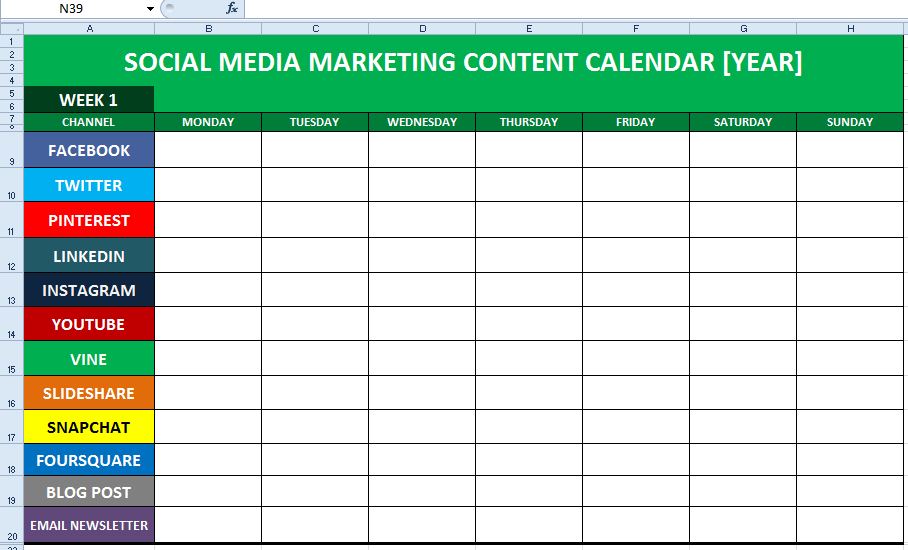 N39 fx
A B C D E F G H
1
2 SOCIAL MEDIA MARKETING CONTENT CALENDAR [YEAR]
3
4
5
6 WEEK 1
7 CHANNEL MONDAY TUESDAY WEDNESDAY THURSDAY FRIDAY SATURDAY SUNDAY
9 FACEBOOK
10 TWITTER
11 PINTEREST
12 LINKEDIN
13 INSTAGRAM
14 YOUTUBE
15 VINE
16 SLIDESHARE
17 SNAPCHAT
18 FOURSQUARE
19 BLOG POST
20 EMAIL NEWSLETTER